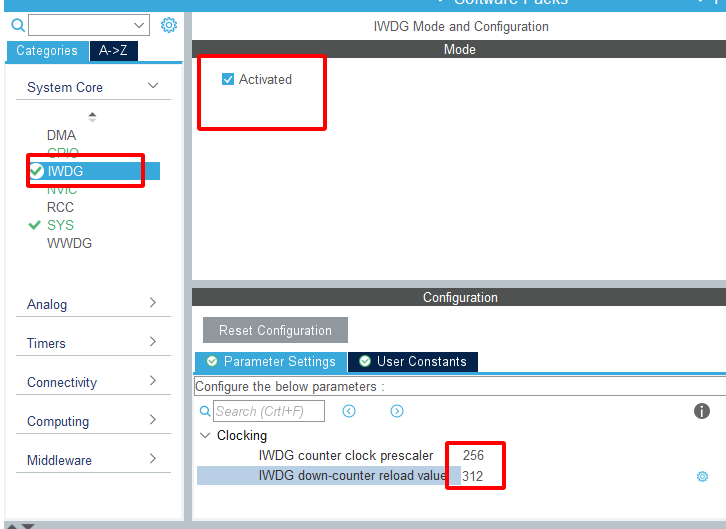 Software Packs
IWDG Mode and Configuration
Categories
A->Z
Mode
System Core
Activated
DMA
GPIO
IWDG
NVIC
RCC
SYS
WWDG
Analog
Timers
Connectivity
Computing
Middleware
Configuration
Reset Configuration
Parameter Settings
User Constants
Configure the below parameters :
Search (Crtl+F)
Clocking
IWDG counter clock prescaler 256
IWDG down-counter reload value 312